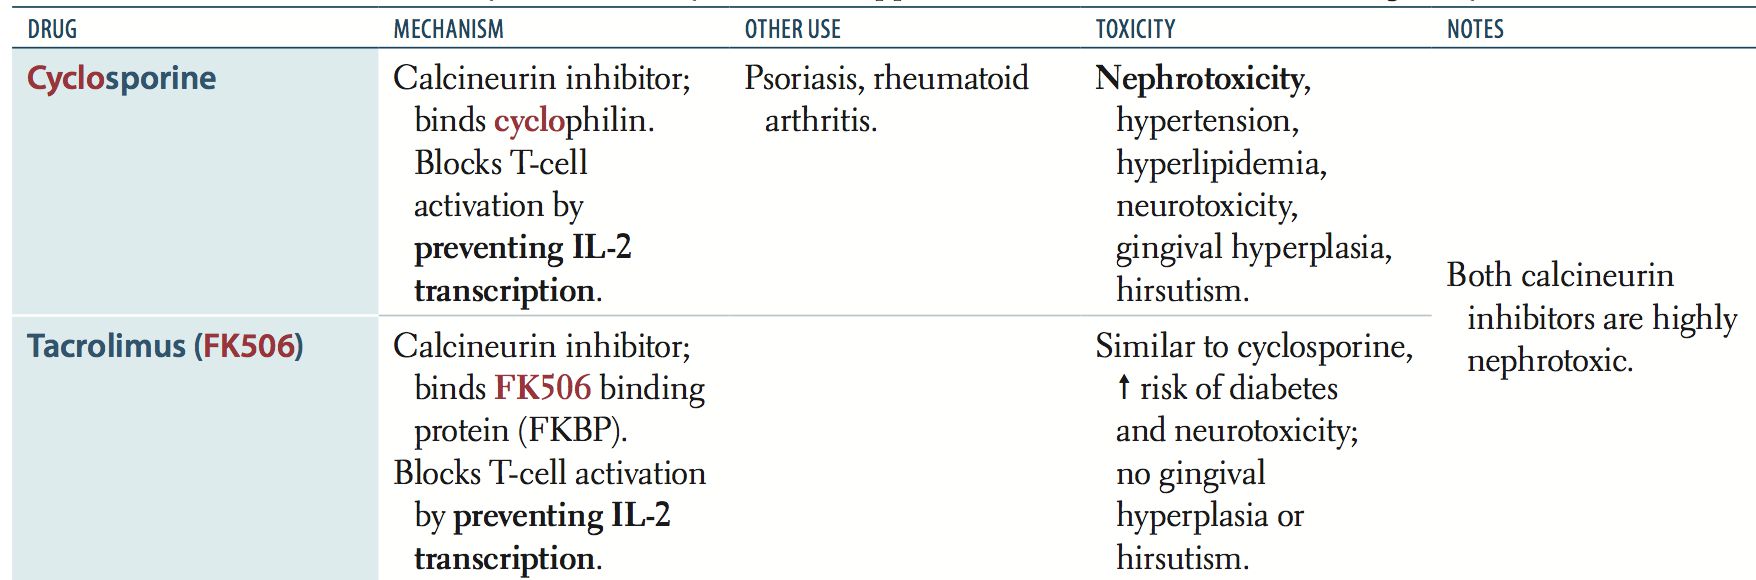 DRUG
MECHANISM
OTHER USE
TOXICITY
NOTES
Cyclosporine
Calcineurin inhibitor;
binds cyclophilin.
Blocks T-cell
activation by
preventing IL-2
transcription.
Psoriasis, rheumatoid
arthritis.
Nephrotoxicity,
hypertension,
hyperlipidemia,
neurotoxicity,
gingival hyperplasia,
hirsutism.
Both calcineurin
inhibitors are highly
nephrotoxic.
Tacrolimus (FK506)
Calcineurin inhibitor;
binds FK506 binding
protein (FKBP).
Blocks T-cell activation
by preventing IL-2
transcription.
Similar to cyclosporine,
↑ risk of diabetes
and neurotoxicity;
no gingival
hyperplasia or
hirsutism.